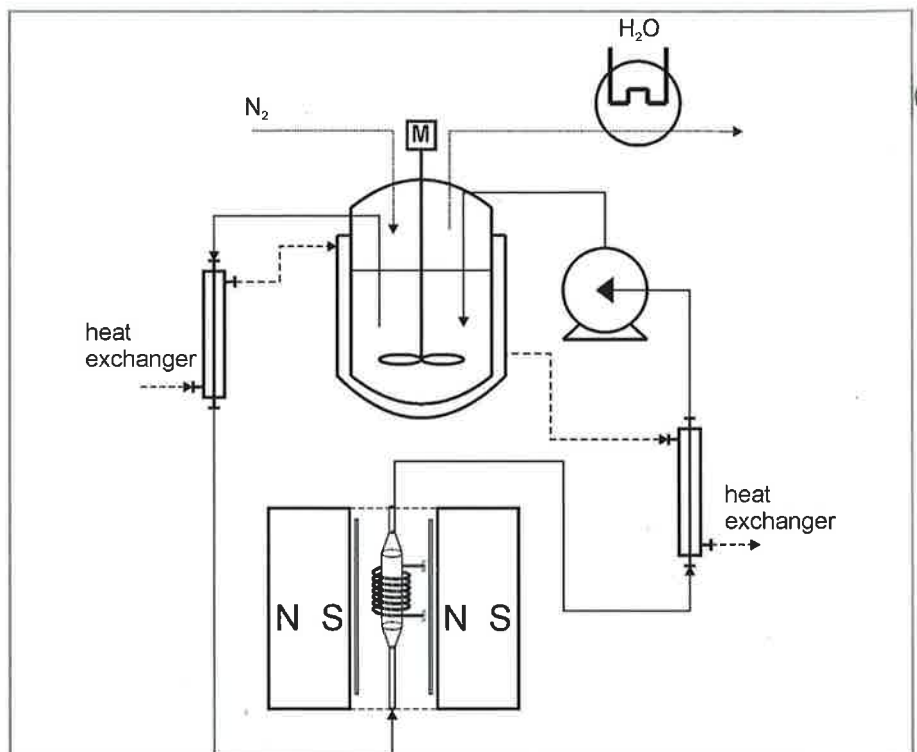 H₂O
N₂
M
heat
exchanger
heat
exchanger
N S
N S